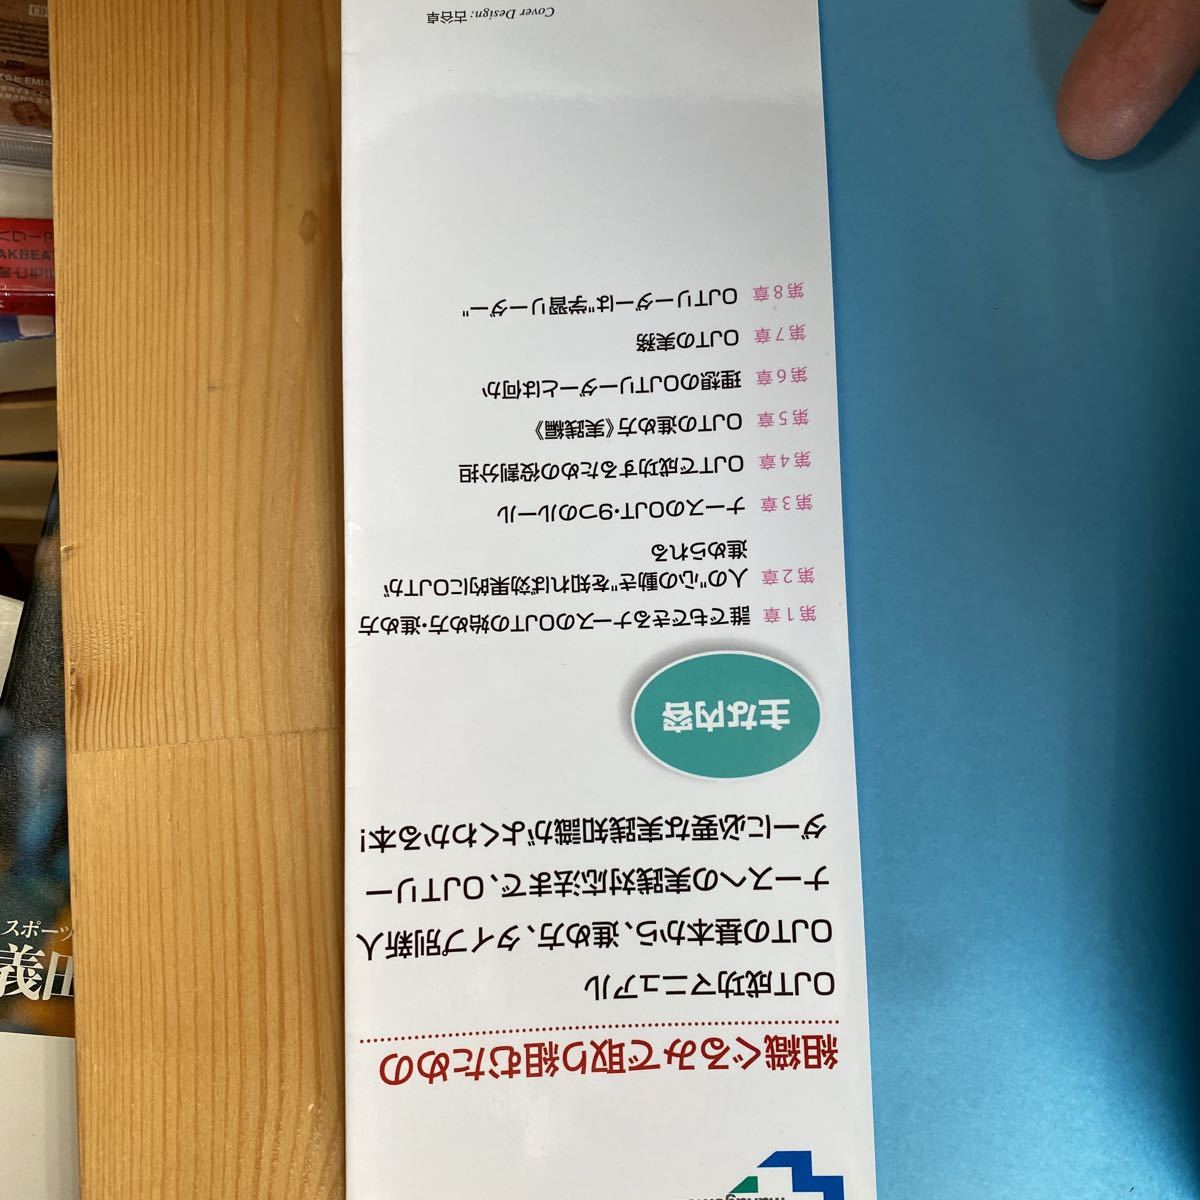 組織ぐるみで取り組むための
OJT成功マニュアル
OJTの基本から、進め方、タイプ別新人
ナースへの実践対応法まで、OJTリー
ダーに必要な実践知識がよくわかる本!
主な内容
第1章 誰でもできるナースのOJTの始め方・進め方
第2章 人の"心の動き"を知れば効果的にOJTが
進められる
第3章 ナースのOJT・9つのルール
第4章 OJTで成功するための役割分担
第5章 OJTの進め方《実践編》
第6章 理想のOJTリーダーとは何か
第7章 OJTの実務
第8章 OJTリーダーは"学習リーダー"
Cover Design: 古谷卓
スポーツ
義田